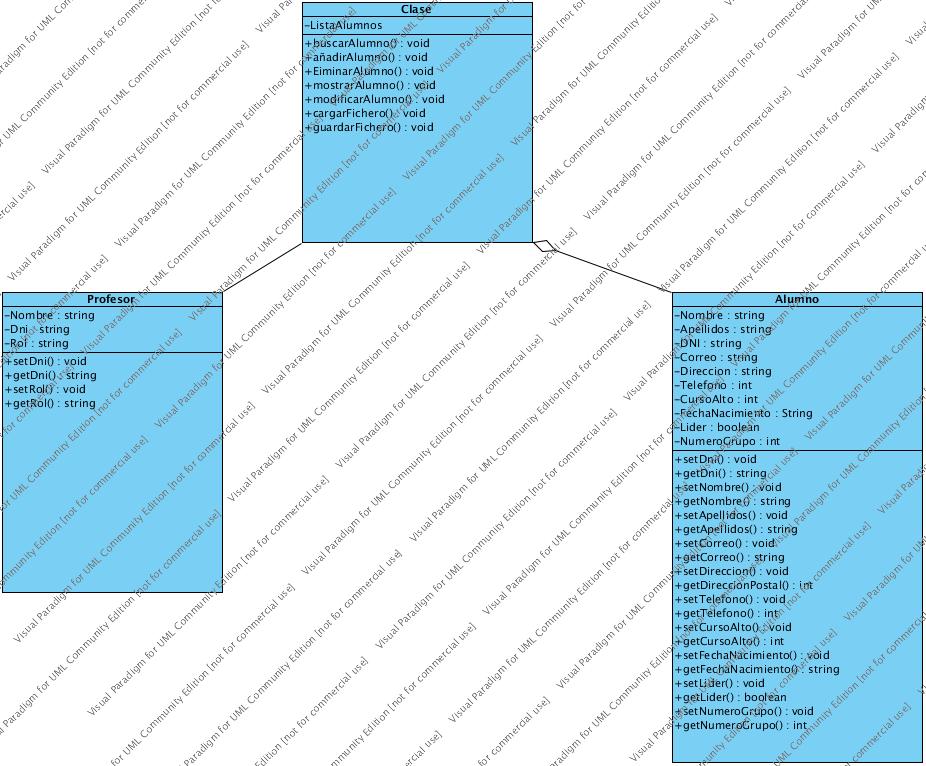 Clase
-ListaAlumnos
+buscarAlumno() : void
+añadirAlumno() : void
+EiminarAlumno() : void
+mostrarAlumno() : void
+modificarAlumno() : void
+cargarFichero() : void
+guardarFichero() : void
Profesor
-Nombre : string
-Dni : string
-Rol : string
+setDni() : void
+getDni() : string
+setRol() : void
+getRol() : string
Alumno
-Nombre : string
-Apellidos : string
-DNI : string
-Correo : string
-Direccion : string
-Telefono : int
-CursoAlto : int
-FechaNacimiento : String
-Lider : boolean
-NumeroGrupo : int
+setDni() : void
+getDni() : string
+setNombre() : void
+getNombre() : string
+setApellidos() : void
+getApellidos() : string
+setCorreo() : void
+getCorreo() : string
+setDireccion() : void
+getDireccionPostal() : int
+setTelefono() : void
+getTelefono() : int
+setCursoAlto() : void
+getCursoAlto() : int
+setFechaNacimiento() : void
+getFechaNacimiento() : string
+setLider() : void
+getLider() : boolean
+setNumeroGrupo() : void
+getNumeroGrupo() : int
Visual Paradigm for UML Community Edition [not for commercial use]